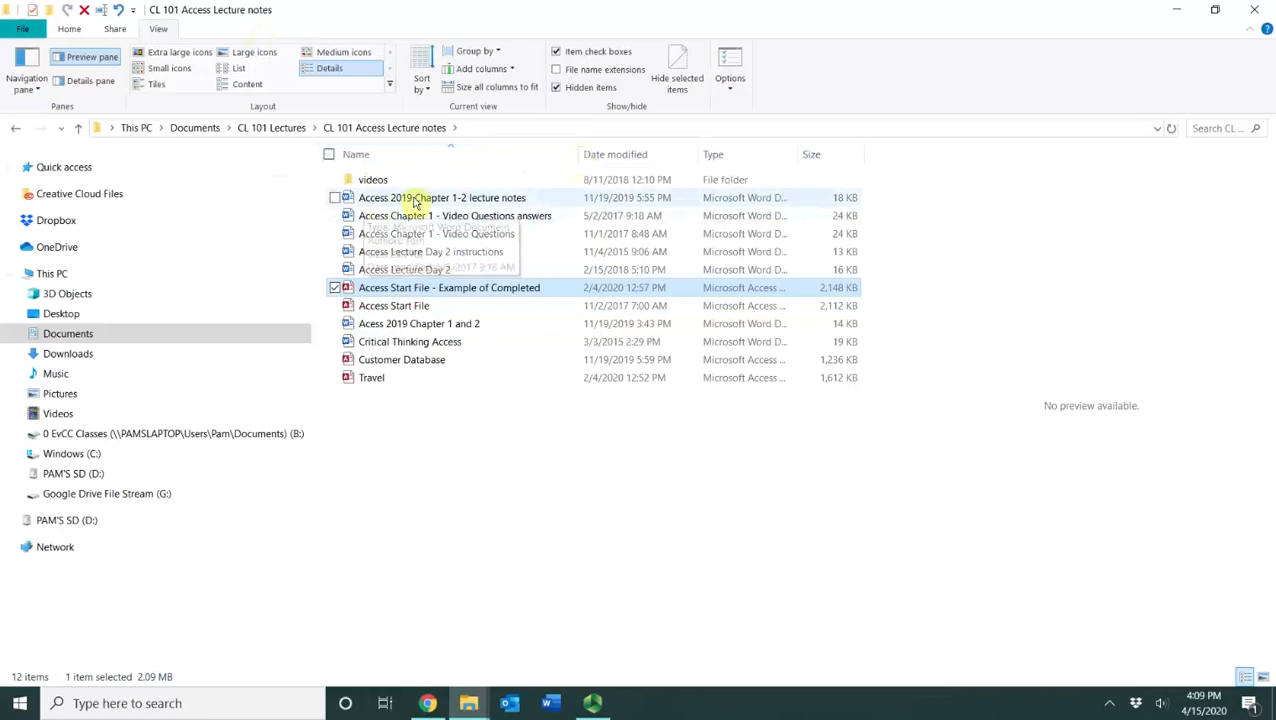 CL 101 Access Lecture notes
File Home Share View
Navigation pane
Preview pane
Details pane
Panes
Extra large icons Large icons Medium icons
Small icons List Details
Tiles Content
Layout
Sort by
Group by
Add columns
Size all columns to fit
Current view
Item check boxes
File name extensions
Hidden items
Hide selected items
Show/hide
Options
This PC > Documents > CL 101 Lectures > CL 101 Access Lecture notes >
Search CL ...
Quick access
Creative Cloud Files
Dropbox
OneDrive
This PC
3D Objects
Desktop
Documents
Downloads
Music
Pictures
Videos
0 EvCC Classes (\\PAMSLAPTOP\Users\Pam\Documents) (B:)
Windows (C:)
PAM'S SD (D:)
Google Drive File Stream (G:)
PAM'S SD (D:)
Network
Name Date modified Type Size
videos 8/11/2018 12:10 PM File folder
Access 2019 Chapter 1-2 lecture notes 11/19/2019 5:55 PM Microsoft Word D... 18 KB
Access Chapter 1 - Video Questions answers 5/2/2017 9:18 AM Microsoft Word D... 24 KB
Access Chapter 1 - Video Questions 11/1/2017 8:48 AM Microsoft Word D... 24 KB
Access Lecture Day 2 instructions 11/4/2015 9:06 AM Microsoft Word D... 13 KB
Access Lecture Day 2 2/15/2018 5:10 PM Microsoft Word D... 16 KB
Access Start File - Example of Completed 2/4/2020 12:57 PM Microsoft Access ... 2,148 KB
Access Start File 11/2/2017 7:00 AM Microsoft Access ... 2,112 KB
Acess 2019 Chapter 1 and 2 11/19/2019 3:43 PM Microsoft Word D... 14 KB
Critical Thinking Access 3/3/2015 2:29 PM Microsoft Word D... 19 KB
Customer Database 11/19/2019 5:59 PM Microsoft Access ... 1,236 KB
Travel 2/4/2020 12:52 PM Microsoft Access ... 1,612 KB
Type: Microsoft Word Document
Authors: Pam
9:18 AM
No preview available.
12 items 1 item selected 2.09 MB
Type here to search
4:09 PM
4/15/2020
1